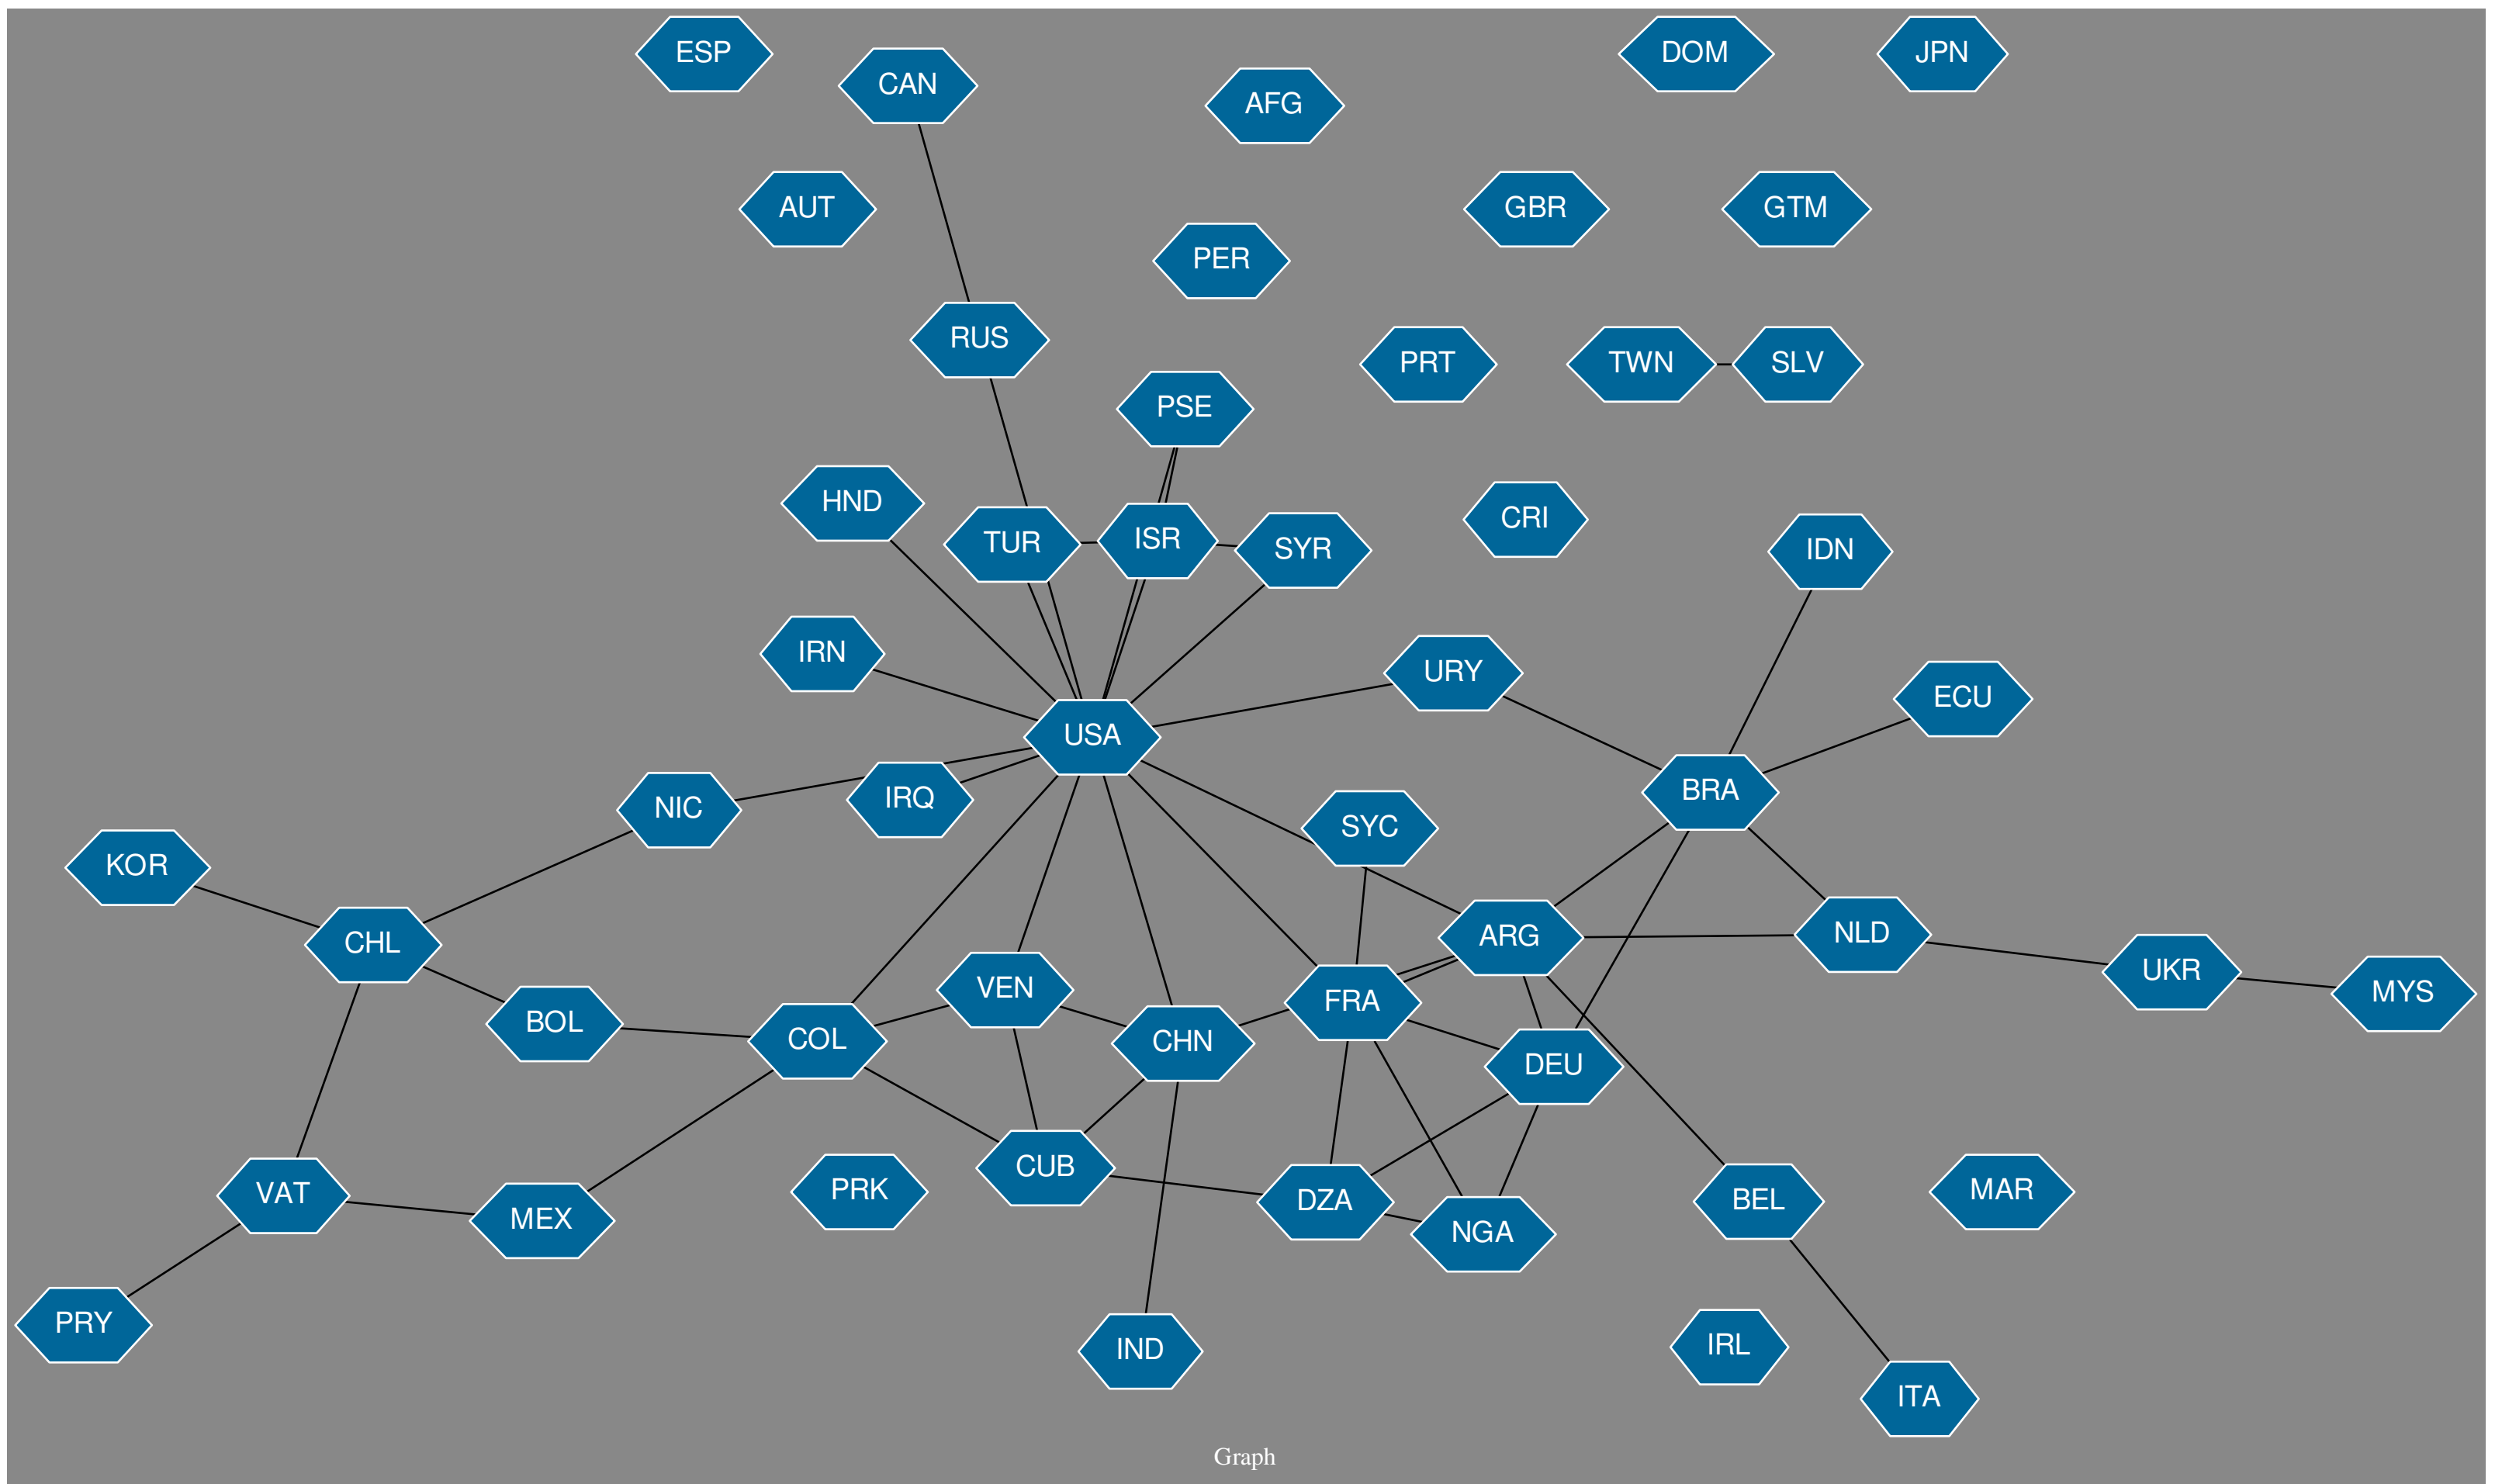 ESP
DOM
JPN
CAN
AFG
AUT
GBR
GTM
PER
RUS
PRT
TWN
SLV
PSE
HND
CRI
TUR
ISR
SYR
IDN
IRN
URY
ECU
USA
BRA
NIC
IRQ
SYC
KOR
CHL
ARG
NLD
UKR
MYS
VEN
FRA
BOL
COL
CHN
DEU
CUB
VAT
PRK
MAR
DZA
BEL
MEX
NGA
PRY
IRL
IND
ITA
Graph